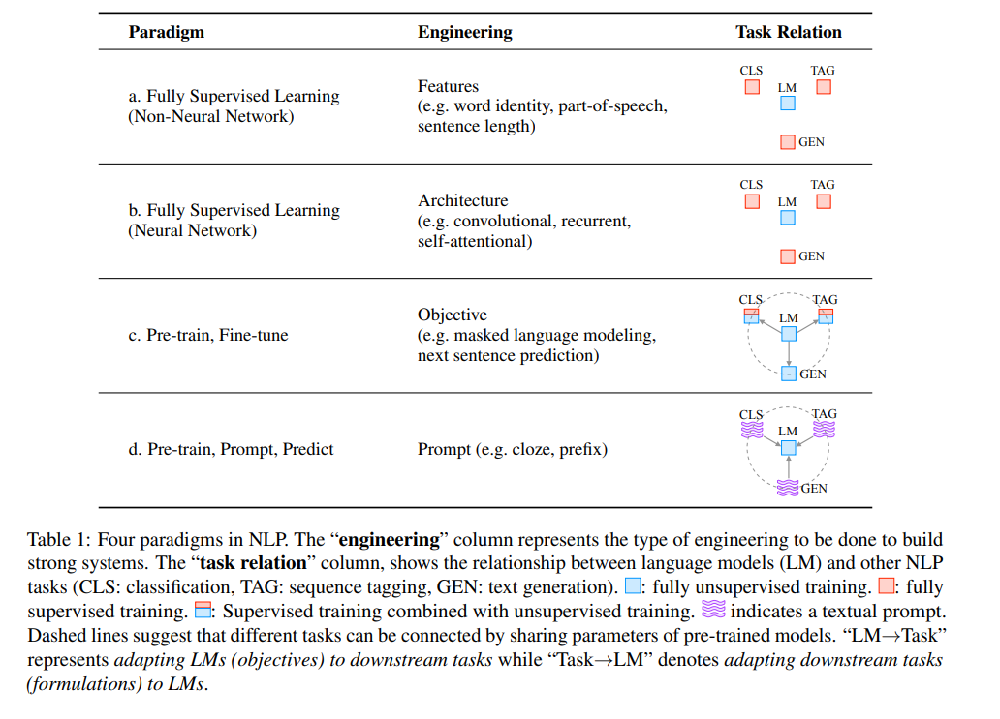 Paradigm Engineering Task Relation
a. Fully Supervised Learning
(Non-Neural Network)
Features
(e.g. word identity, part-of-speech,
sentence length)
CLS TAG
LM
GEN
b. Fully Supervised Learning
(Neural Network)
Architecture
(e.g. convolutional, recurrent,
self-attentional)
CLS TAG
LM
GEN
c. Pre-train, Fine-tune
Objective
(e.g. masked language modeling,
next sentence prediction)
CLS TAG
LM
GEN
d. Pre-train, Prompt, Predict
Prompt (e.g. cloze, prefix)
CLS TAG
LM
GEN
Table 1: Four paradigms in NLP. The “engineering” column represents the type of engineering to be done to build
strong systems. The “task relation” column, shows the relationship between language models (LM) and other NLP
tasks (CLS: classification, TAG: sequence tagging, GEN: text generation). : fully unsupervised training. : fully
supervised training. : Supervised training combined with unsupervised training. indicates a textual prompt.
Dashed lines suggest that different tasks can be connected by sharing parameters of pre-trained models. “LM→Task”
represents adapting LMs (objectives) to downstream tasks while “Task→LM” denotes adapting downstream tasks
(formulations) to LMs.